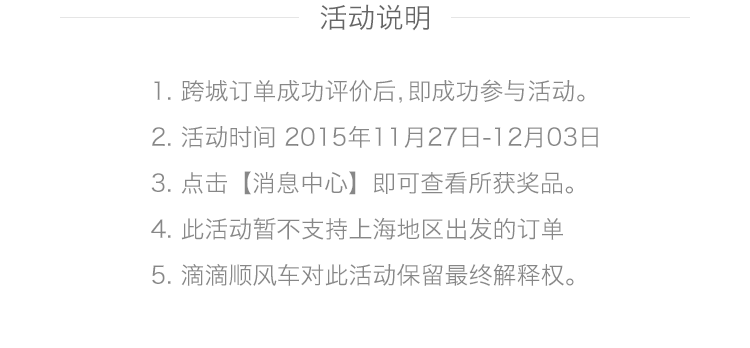 活动说明
1. 跨城订单成功评价后，即成功参与活动。
2. 活动时间 2015年11月27日-12月03日
3. 点击【消息中心】即可查看所获奖品。
4. 此活动暂不支持上海地区出发的订单
5. 滴滴顺风车对此活动保留最终解释权。